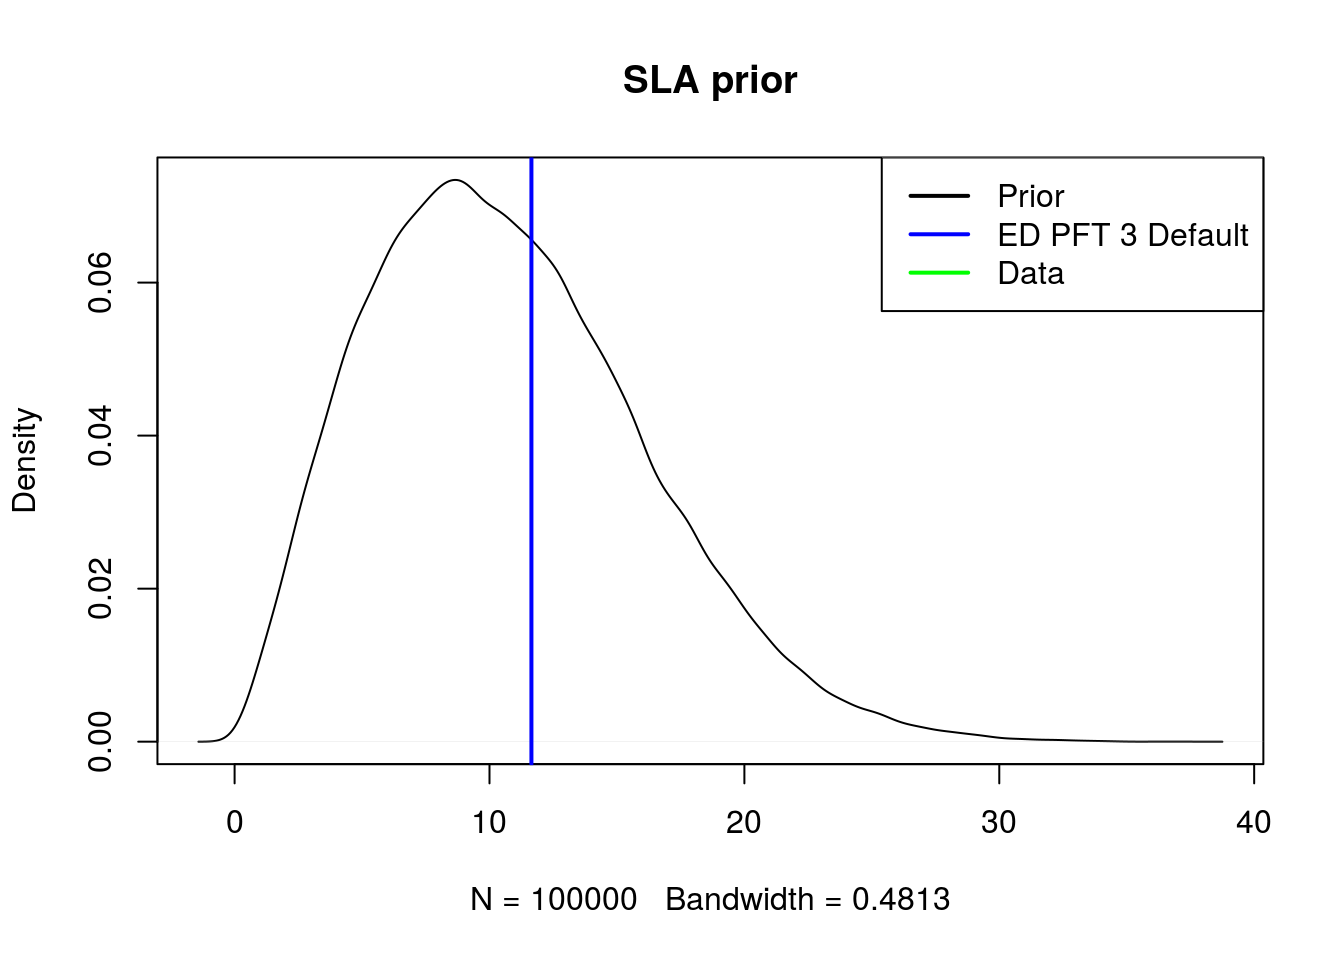 SLA prior
Prior
ED PFT 3 Default
Data
Density
0.00
0.02
0.04
0.06
0
10
20
30
40
N = 100000   Bandwidth = 0.4813